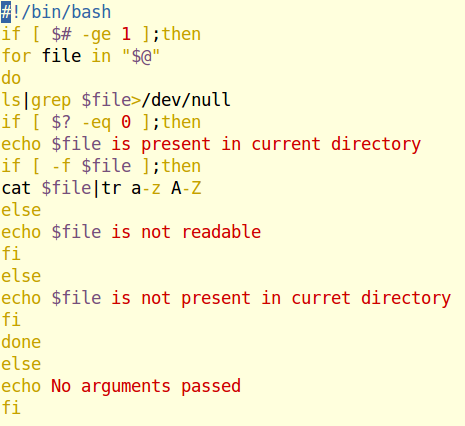 #!/bin/bash
if [ $# -ge 1 ];then
for file in "$@"
do
ls|grep $file>/dev/null
if [ $? -eq 0 ];then
echo $file is present in current directory
if [ -f $file ];then
cat $file|tr a-z A-Z
else
echo $file is not readable
fi
else
echo $file is not present in curret directory
fi
done
else
echo No arguments passed
fi